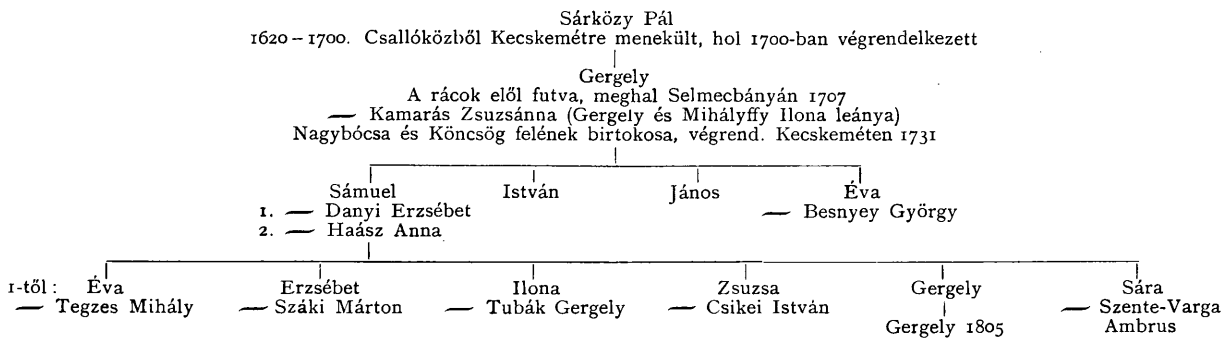 Sárközy Pál
1620–1700. Csallóközből Kecskemétre menekült, hol 1700-ban végrendelkezett
Gergely
A rácok elől futva, meghal Selmecbányán 1707
— Kamarás Zsuzsánna (Gergely és Mihályffy Ilona leánya)
Nagybócsa és Köncsög felének birtokosa, végrend. Kecskeméten 1731
Sámuel István János Éva
1. — Danyi Erzsébet — Besnyey György
2. — Haász Anna
1-től: Éva Erzsébet Ilona Zsuzsa Gergely Sára
— Tegzes Mihály — Száki Márton — Tubák Gergely — Csikei István — Szente-Varga
Gergely 1805 Ambrus